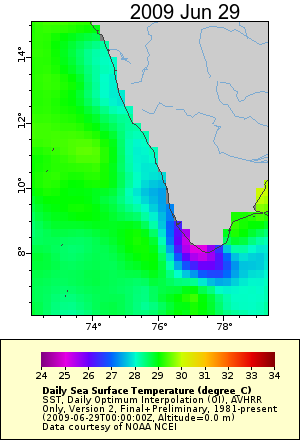 2009 Jun 29
14°
12°
10°
8°
74° 76° 78°
24 25 26 27 28 29 30 31 32 33 34
Daily Sea Surface Temperature (degree_C)
SST, Daily Optimum Interpolation (OI), AVHRR
Only, Version 2, Final+Preliminary, 1981-present
(2009-06-29T00:00:00Z, Altitude=0.0 m)
Data courtesy of NOAA NCEI